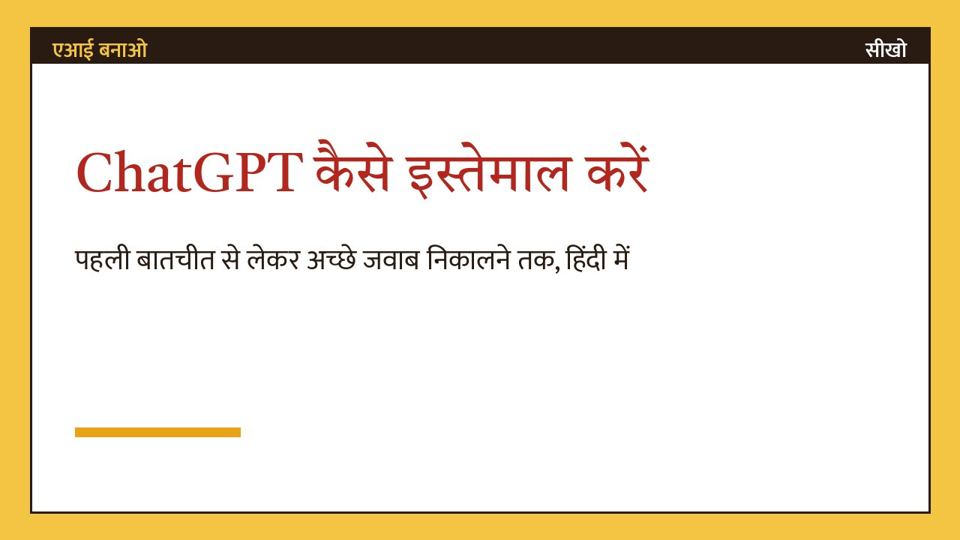 एआई बनाओ
सीखो
ChatGPT कैसे इस्तेमाल करें
पहली बातचीत से लेकर अच्छे जवाब निकालने तक, हिंदी में